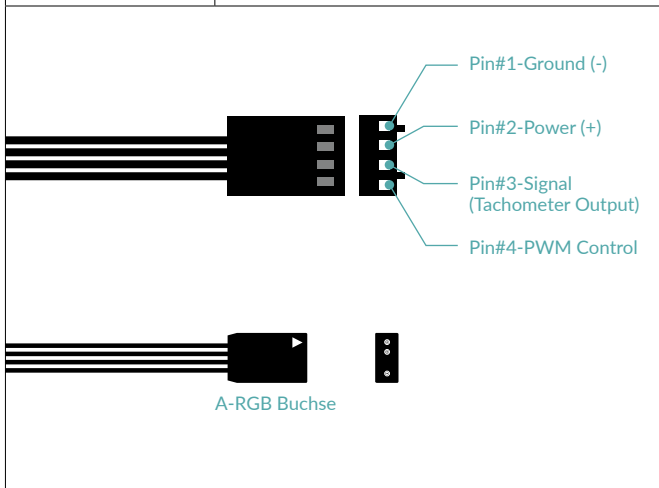 Pin#1-Ground (-)
Pin#2-Power (+)
Pin#3-Signal
(Tachometer Output)
Pin#4-PWM Control
A-RGB Buchse